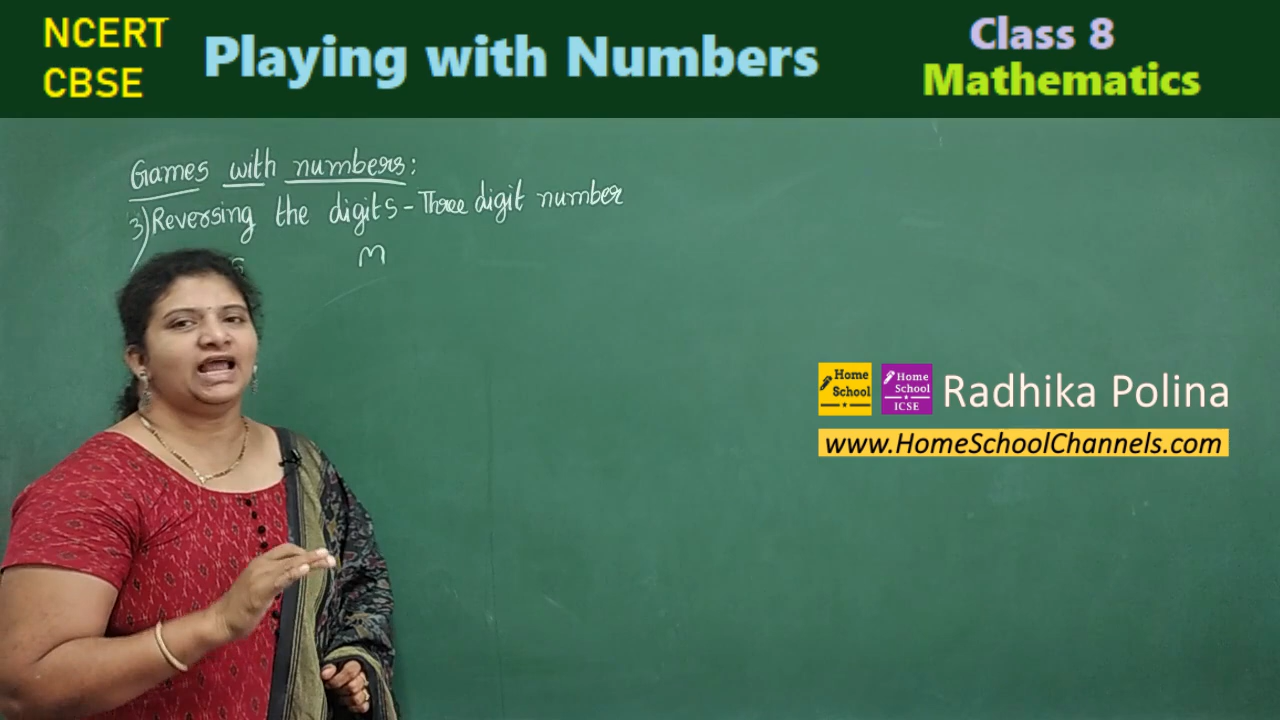 NCERT
CBSE
Playing with Numbers
Class 8
Mathematics
Games with numbers:
3) Reversing the digits - Three digit number
M
Home
School
Home
School
ICSE
Radhika Polina
www.HomeSchoolChannels.com